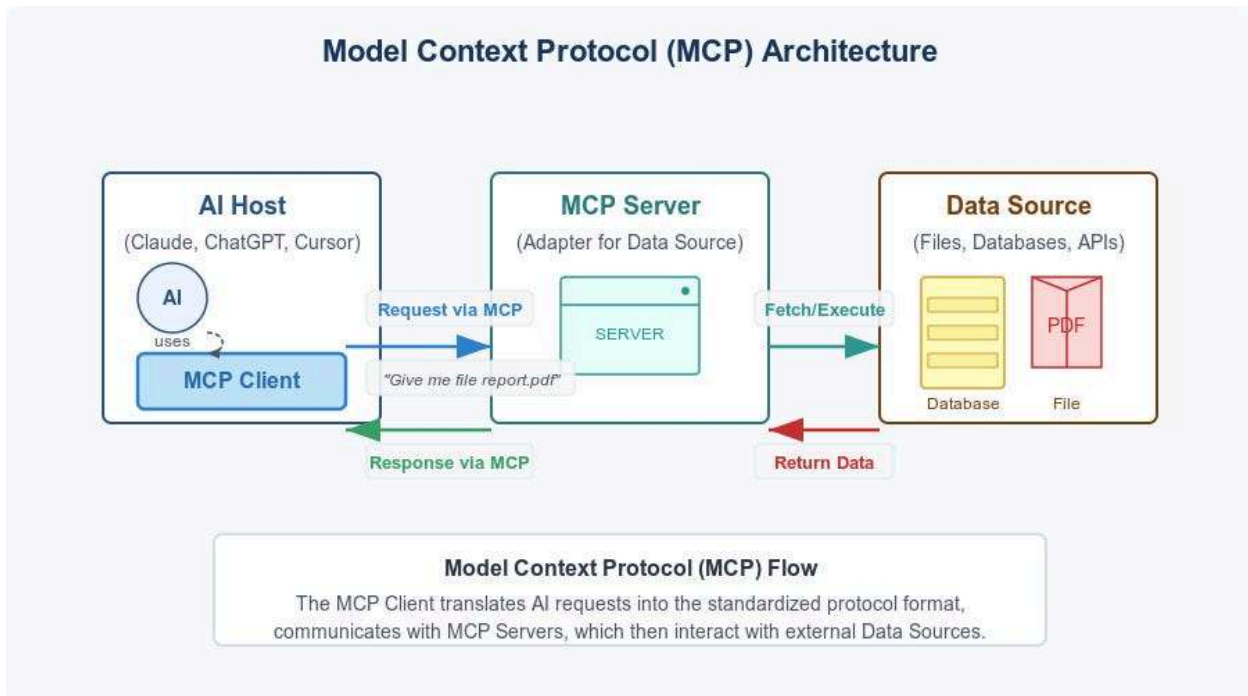 Model Context Protocol (MCP) Architecture
AI Host
(Claude, ChatGPT, Cursor)
AI
uses
MCP Client
Request via MCP
"Give me file report.pdf"
Response via MCP
MCP Server
(Adapter for Data Source)
SERVER
Fetch/Execute
Return Data
Data Source
(Files, Databases, APIs)
PDF
Database
File
Model Context Protocol (MCP) Flow
The MCP Client translates AI requests into the standardized protocol format,
communicates with MCP Servers, which then interact with external Data Sources.